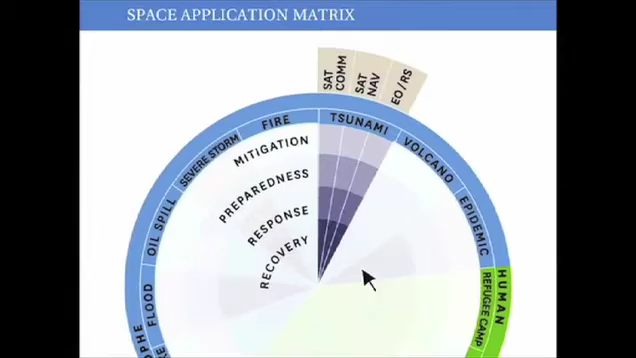 SPACE APPLICATION MATRIX
SAT COMM
SAT NAV
EO / RS
FIRE
TSUNAMI
SEVERE STORM
VOLCANO
OIL SPILL
EPIDEMIC
FLOOD
HUMAN
REFUGEE CAMP
MITIGATION
PREPAREDNESS
RESPONSE
RECOVERY